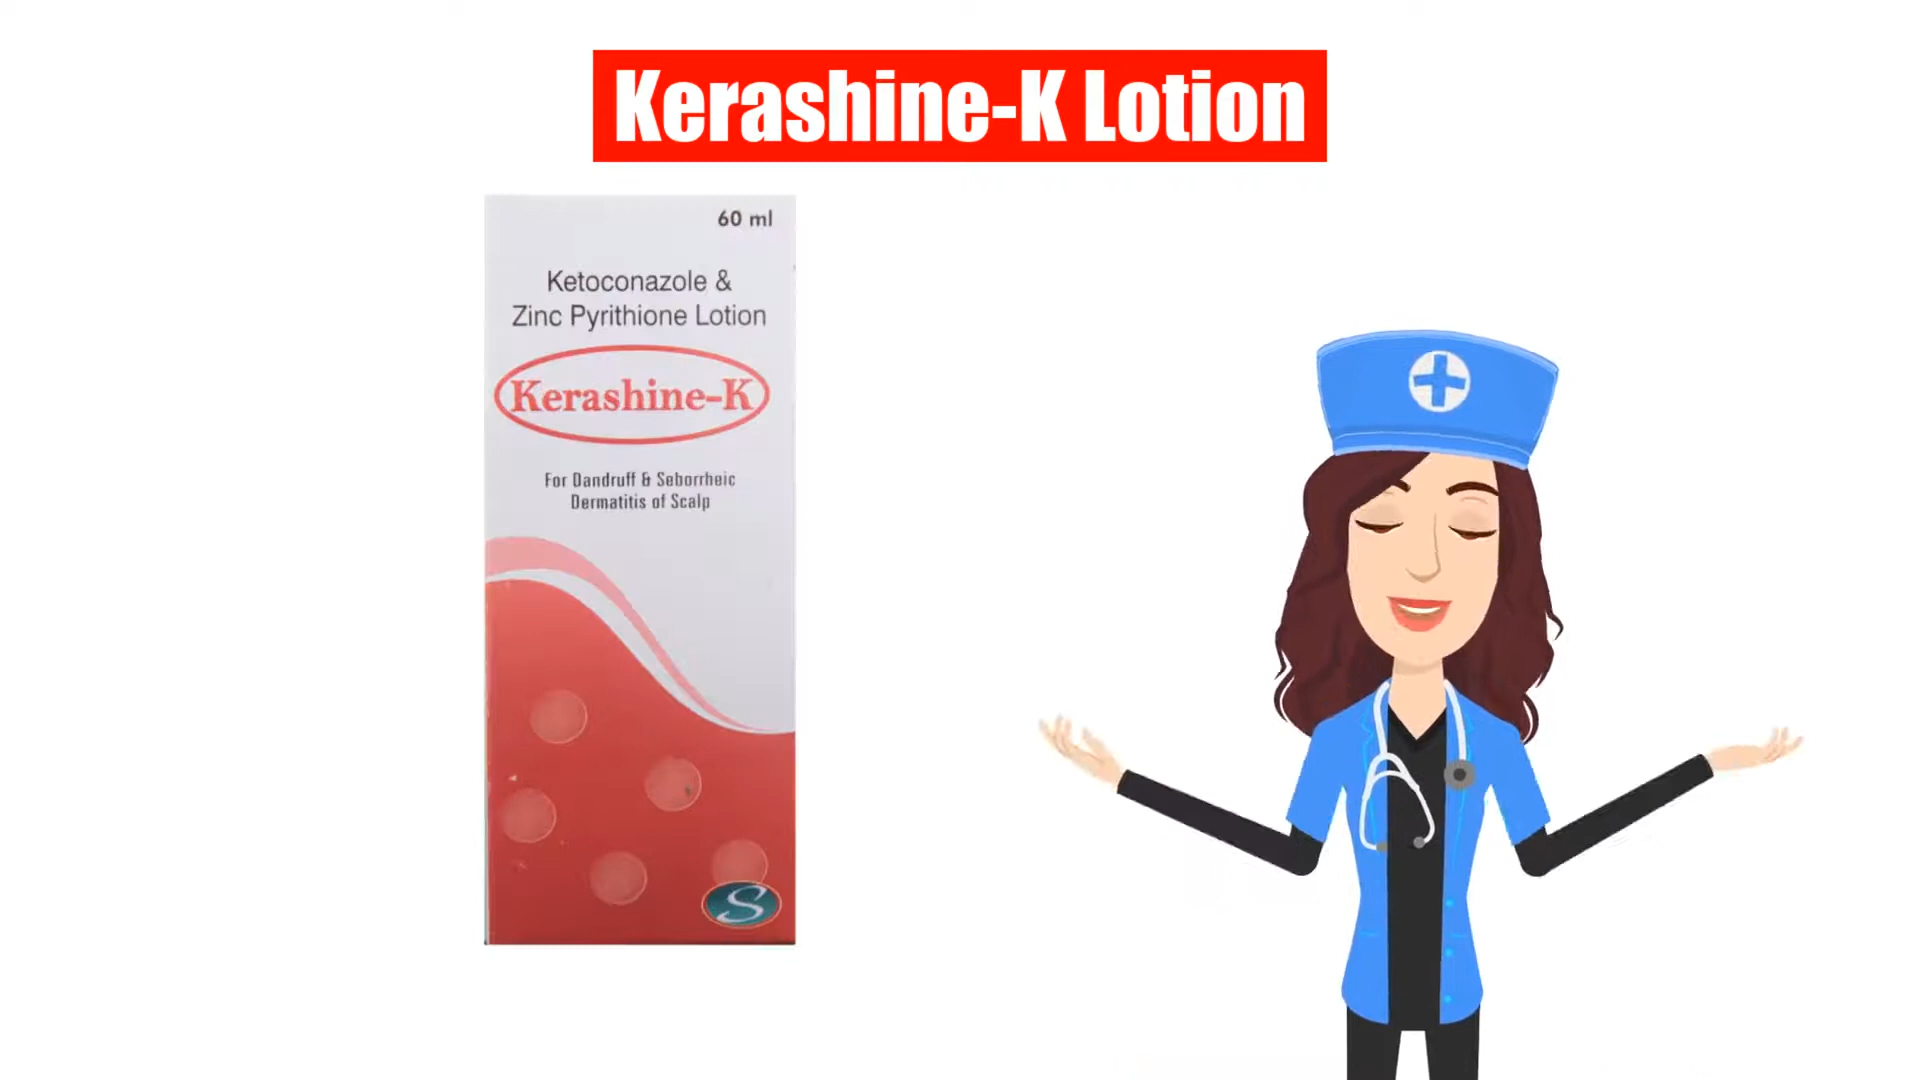 Kerashine-K Lotion
60 ml
Ketoconazole &
Zinc Pyrithione Lotion
Kerashine-K
For Dandruff & Seborrheic
Dermatitis of Scalp
S